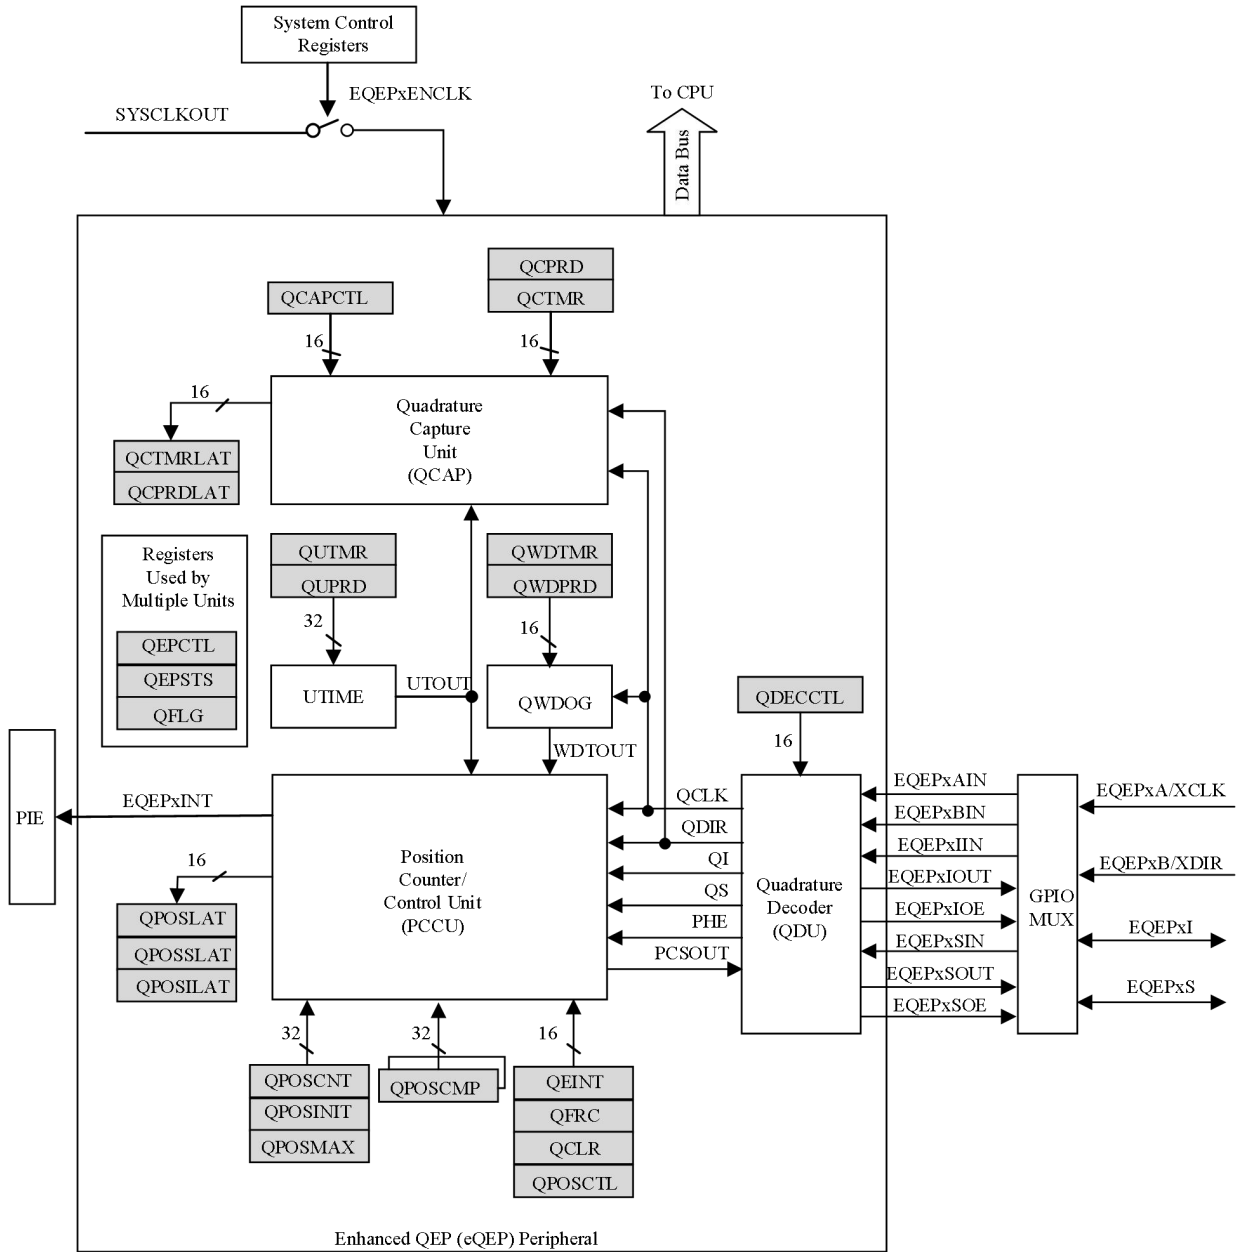 System Control
Registers
EQEPxENCLK
SYSCLKOUT
To CPU
Data Bus
QCPRD
QCTMR
QCAPCTL
16
16
16
Quadrature
Capture
Unit
(QCAP)
QCTMRLAT
QCPRDLAT
Registers
Used by
Multiple Units
QEPCTL
QEPSTS
QFLG
QUTMR
QUPRD
32
UTIME
UTOUT
QWDTMR
QWDPRD
16
QWDOG
WDTOUT
QDECCTL
16
PIE
EQEPxINT
16
QPOSLAT
QPOSSLAT
QPOSILAT
Position
Counter/
Control Unit
(PCCU)
QCLK
QDIR
QI
QS
PHE
PCSOUT
Quadrature
Decoder
(QDU)
EQEPxAIN
EQEPxBIN
EQEPxIIN
EQEPxIOUT
EQEPxIOE
EQEPxSIN
EQEPxSOUT
EQEPxSOE
GPIO
MUX
EQEPxA/XCLK
EQEPxB/XDIR
EQEPxI
EQEPxS
32
32
16
QPOSCNT
QPOSINIT
QPOSMAX
QPOSCMP
QEINT
QFRC
QCLR
QPOSCTL
Enhanced QEP (eQEP) Peripheral